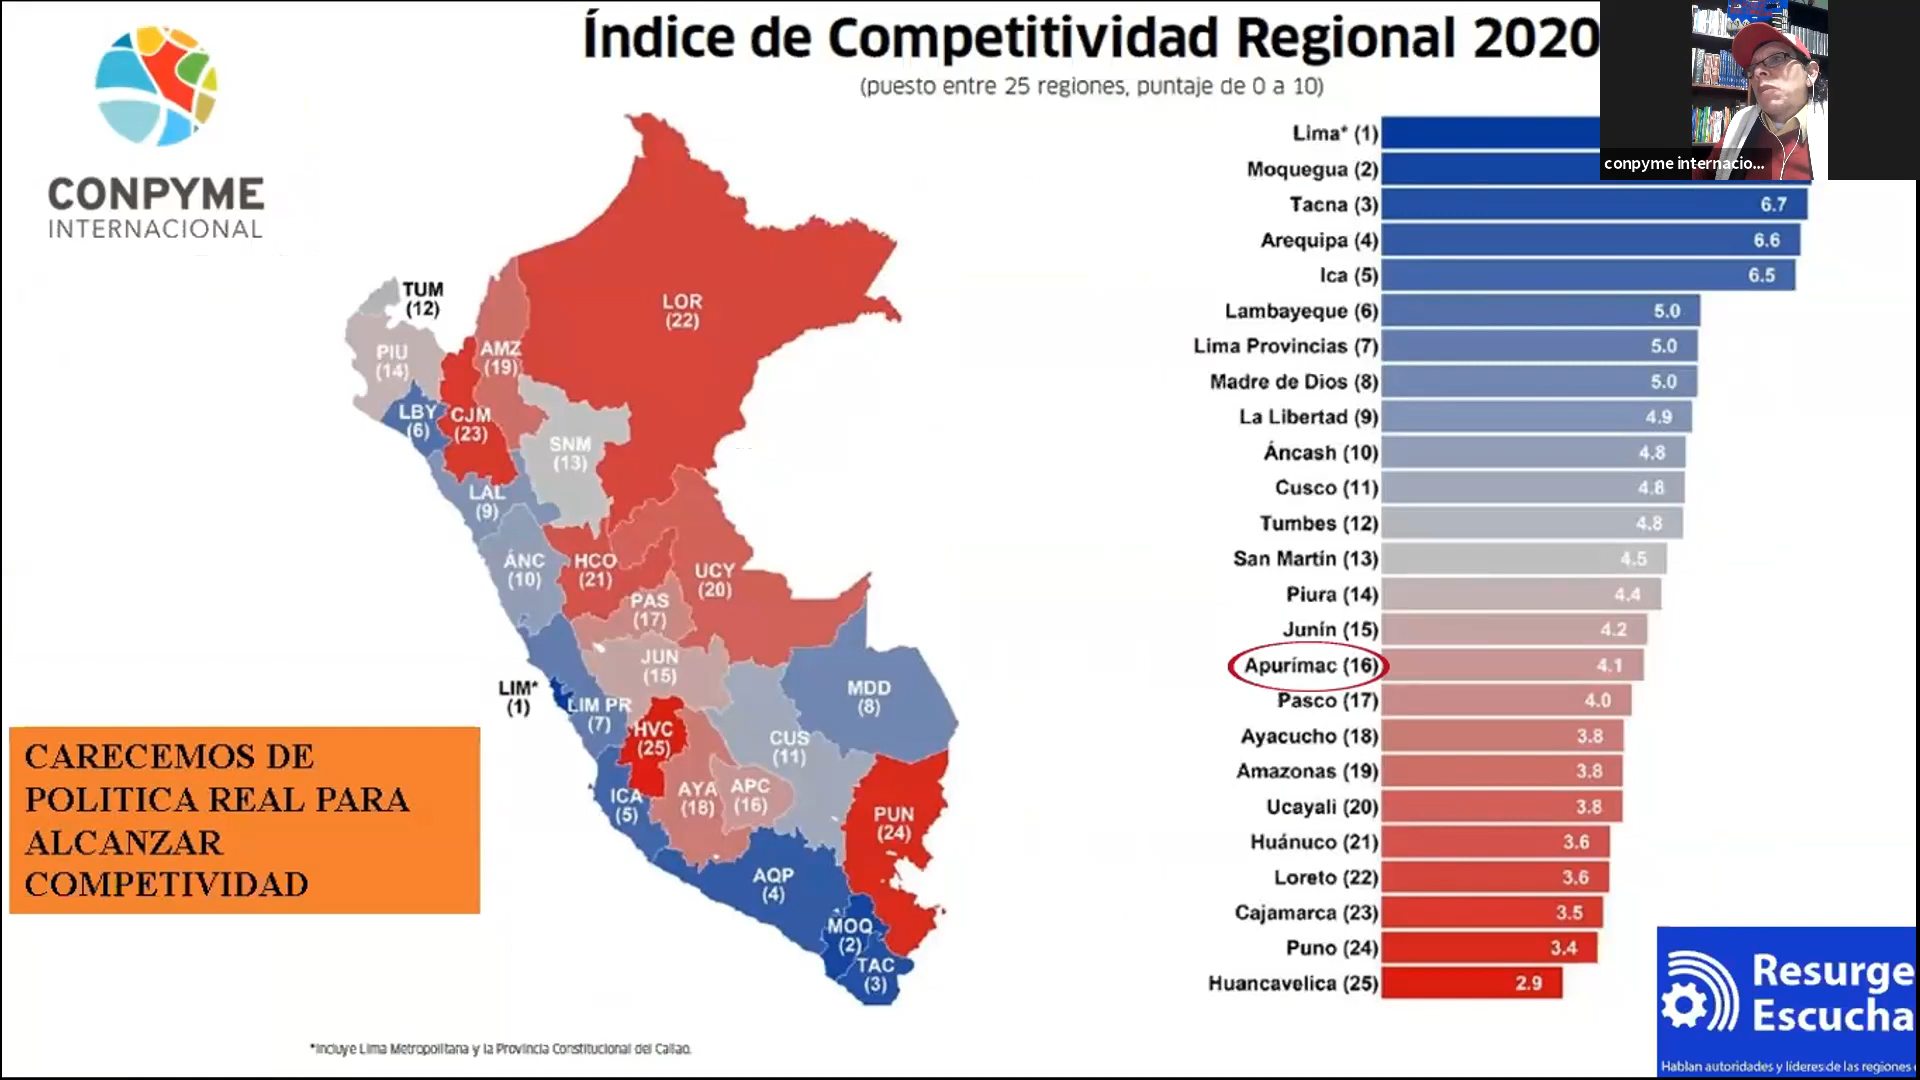 Índice de Competitividad Regional 2020
(puesto entre 25 regiones, puntaje de 0 a 10)
CONPYME
INTERNACIONAL
conpyme internacio...
TUM
(12)
PIU
(14)
AMZ
(19)
LOR
(22)
LBY
(6)
CJM
(23)
SNM
(13)
LAL
(9)
ÁNC
(10)
HCO
(21)
UCY
(20)
PAS
(17)
JUN
(15)
LIM*
(1)
LIM PR
(7)
HVC
(25)
MDD
(8)
CUS
(11)
ICA
(5)
AYA
(18)
APC
(16)
PUN
(24)
AQP
(4)
MOQ
(2)
TAC
(3)
Lima* (1)
Moquegua (2)
Tacna (3) 6.7
Arequipa (4) 6.6
Ica (5) 6.5
Lambayeque (6) 5.0
Lima Provincias (7) 5.0
Madre de Dios (8) 5.0
La Libertad (9) 4.9
Áncash (10) 4.8
Cusco (11) 4.8
Tumbes (12) 4.8
San Martín (13) 4.5
Piura (14) 4.4
Junín (15) 4.2
Apurímac (16) 4.1
Pasco (17) 4.0
Ayacucho (18) 3.8
Amazonas (19) 3.8
Ucayali (20) 3.8
Huánuco (21) 3.6
Loreto (22) 3.6
Cajamarca (23) 3.5
Puno (24) 3.4
Huancavelica (25) 2.9
CARECEMOS DE
POLITICA REAL PARA
ALCANZAR
COMPETIVIDAD
*Incluye Lima Metropolitana y la Provincia Constitucional del Callao.
Resurge
Escucha
Hablan autoridades y líderes de las regiones